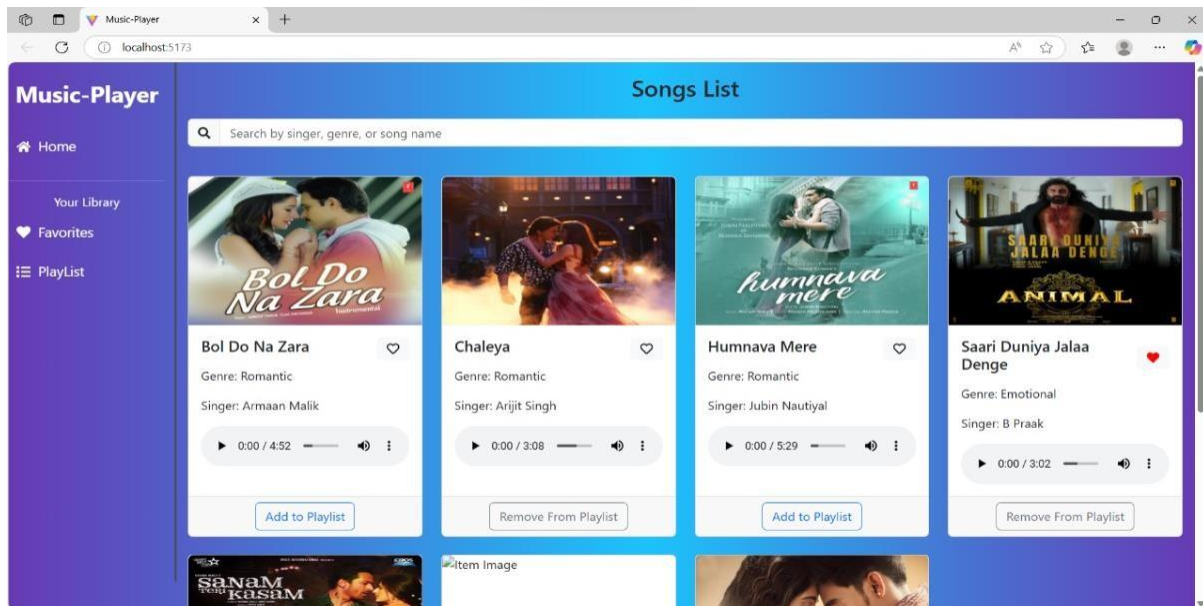 Music-Player
localhost:5173
Music-Player
Home
Your Library
Favorites
PlayList
Songs List
Search by singer, genre, or song name
Bol Do
Na Zara
Instrumental
humnava
mere
SAARI DUNIYA
JALAA DENGE
ANIMAL
Bol Do Na Zara
Genre: Romantic
Singer: Armaan Malik
0:00 / 4:52
Add to Playlist
Chaleya
Genre: Romantic
Singer: Arijit Singh
0:00 / 3:08
Remove From Playlist
Humnava Mere
Genre: Romantic
Singer: Jubin Nautiyal
0:00 / 5:29
Add to Playlist
Saari Duniya Jalaa
Denge
Genre: Emotional
Singer: B Praak
0:00 / 3:02
Remove From Playlist
SANAM
TERI KASAM
EROS
Item Image